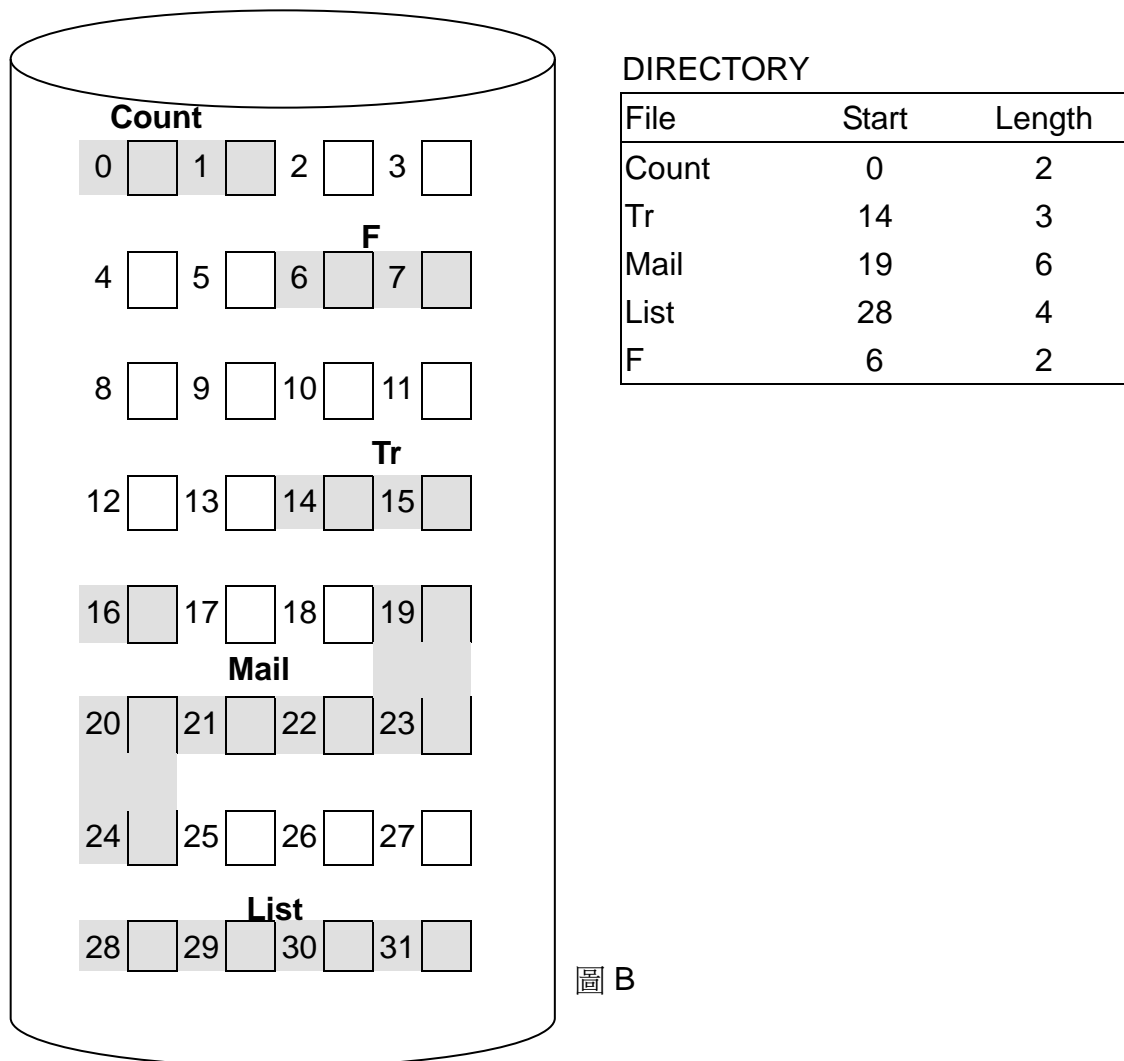 Count
0 1 2 3
F
4 5 6 7
8 9 10 11
Tr
12 13 14 15
16 17 18 19
Mail
20 21 22 23
24 25 26 27
List
28 29 30 31
DIRECTORY
File Start Length
Count 0 2
Tr 14 3
Mail 19 6
List 28 4
F 6 2
圖 B